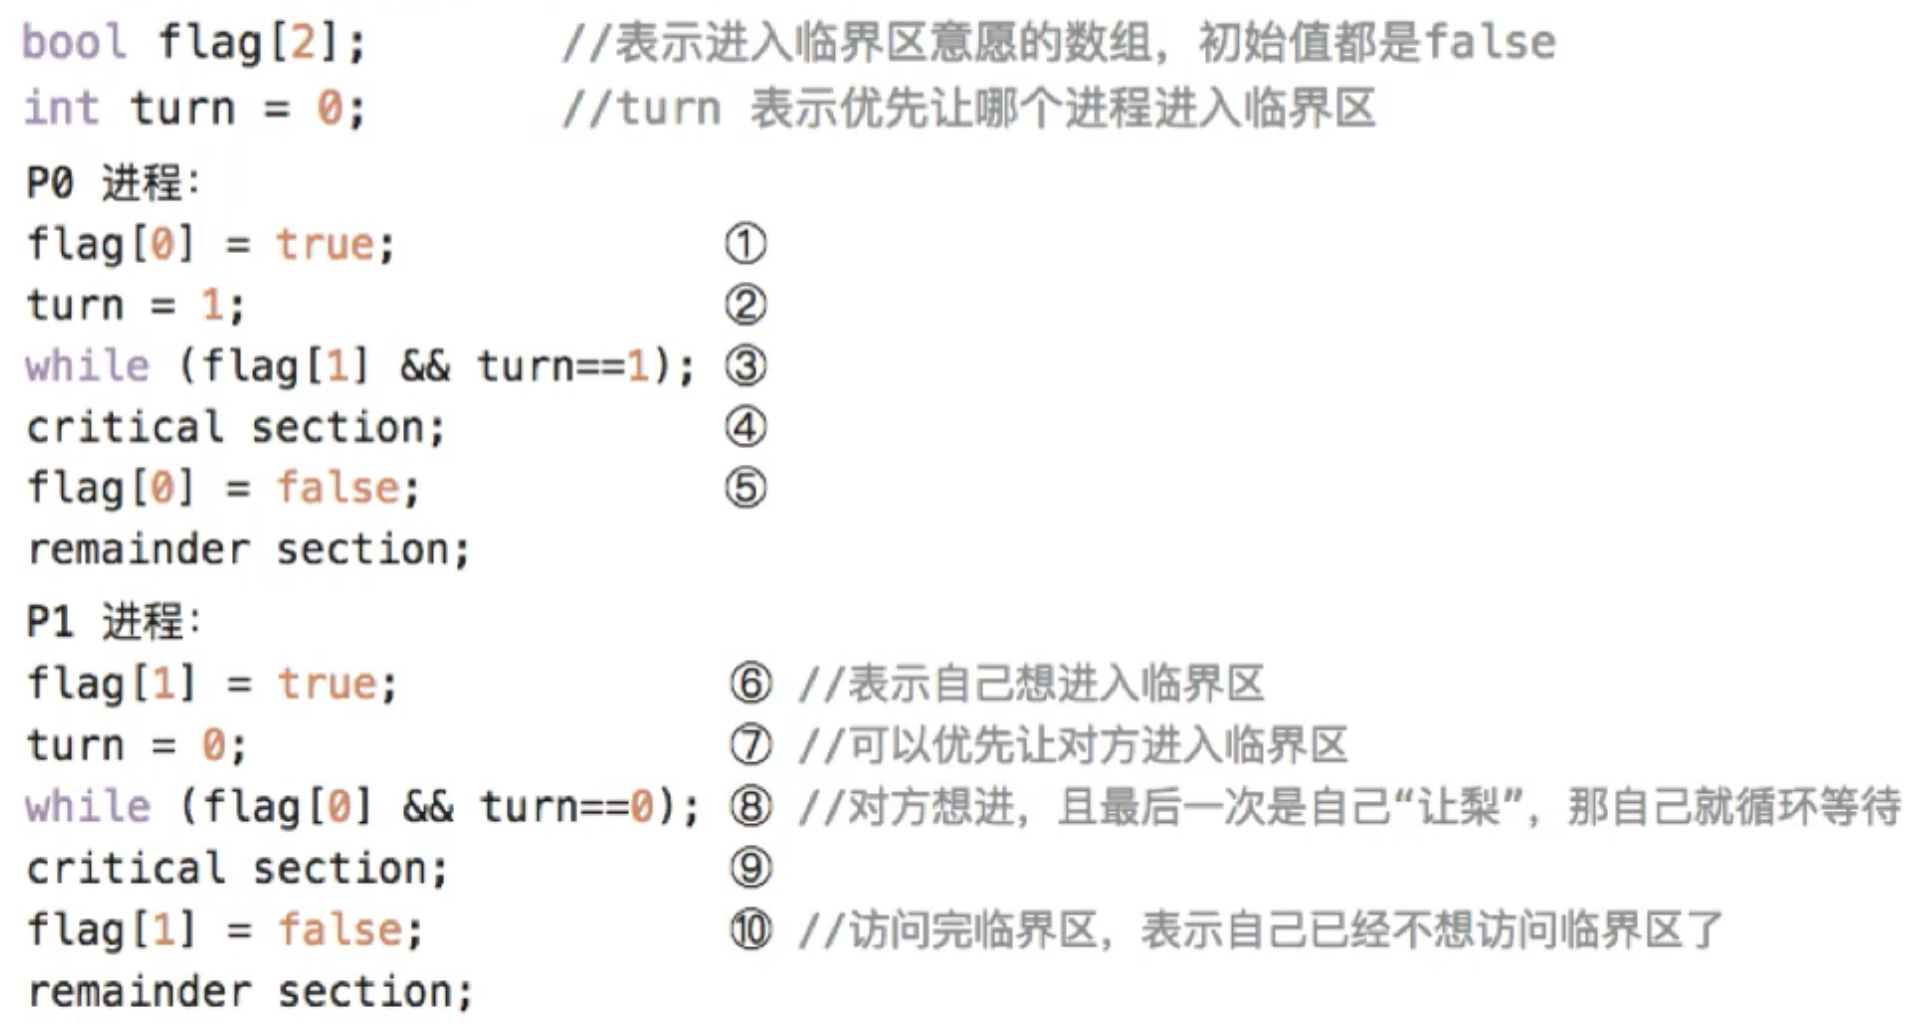 bool flag[2]; //表示进入临界区意愿的数组，初始值都是false
int turn = 0; //turn 表示优先让哪个进程进入临界区
P0 进程：
flag[0] = true; ①
turn = 1; ②
while (flag[1] && turn==1); ③
critical section; ④
flag[0] = false; ⑤
remainder section;
P1 进程：
flag[1] = true; ⑥ //表示自己想进入临界区
turn = 0; ⑦ //可以优先让对方进入临界区
while (flag[0] && turn==0); ⑧ //对方想进，且最后一次是自己“让梨”，那自己就循环等待
critical section; ⑨
flag[1] = false; ⑩ //访问完临界区，表示自己已经不想访问临界区了
remainder section;